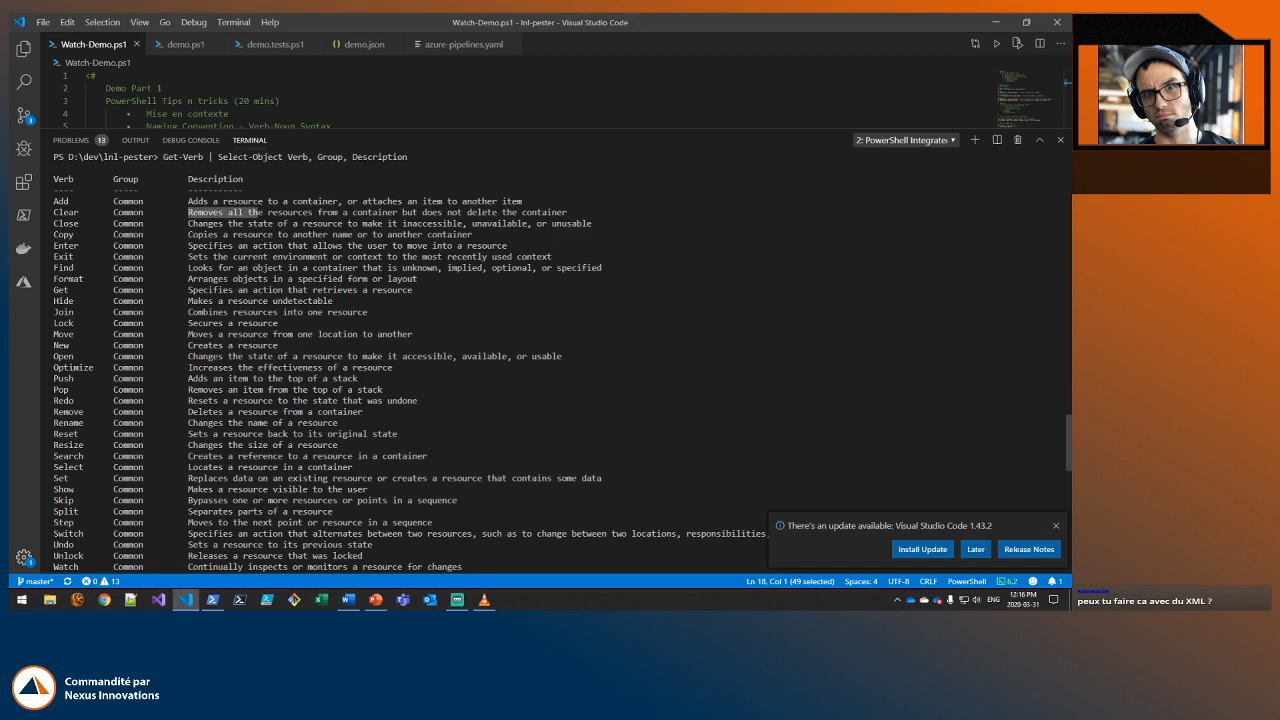 File Edit Selection View Go Debug Terminal Help
Watch-Demo.ps1 - lnl-pester - Visual Studio Code
Watch-Demo.ps1
demo.ps1
demo.tests.ps1
demo.json
azure-pipelines.yaml
Watch-Demo.ps1
1 <#
2 Demo Part 1
3 PowerShell Tips n tricks (20 mins)
4 • Mise en contexte
5 • Naming Convention - Verb-Noun Syntax
PROBLEMS 13 OUTPUT DEBUG CONSOLE TERMINAL
2: PowerShell Integrate
PS D:\dev\lnl-pester> Get-Verb | Select-Object Verb, Group, Description
Verb Group Description
---- ----- -----------
Add Common Adds a resource to a container, or attaches an item to another item
Clear Common Removes all the resources from a container but does not delete the container
Close Common Changes the state of a resource to make it inaccessible, unavailable, or unusable
Copy Common Copies a resource to another name or to another container
Enter Common Specifies an action that allows the user to move into a resource
Exit Common Sets the current environment or context to the most recently used context
Find Common Looks for an object in a container that is unknown, implied, optional, or specified
Format Common Arranges objects in a specified form or layout
Get Common Specifies an action that retrieves a resource
Hide Common Makes a resource undetectable
Join Common Combines resources into one resource
Lock Common Secures a resource
Move Common Moves a resource from one location to another
New Common Creates a resource
Open Common Changes the state of a resource to make it accessible, available, or usable
Optimize Common Increases the effectiveness of a resource
Push Common Adds an item to the top of a stack
Pop Common Removes an item from the top of a stack
Redo Common Resets a resource to the state that was undone
Remove Common Deletes a resource from a container
Rename Common Changes the name of a resource
Reset Common Sets a resource back to its original state
Resize Common Changes the size of a resource
Search Common Creates a reference to a resource in a container
Select Common Locates a resource in a container
Set Common Replaces data on an existing resource or creates a resource that contains some data
Show Common Makes a resource visible to the user
Skip Common Bypasses one or more resources or points in a sequence
Split Common Separates parts of a resource
Step Common Moves to the next point or resource in a sequence
Switch Common Specifies an action that alternates between two resources, such as to change between two locations, responsibilities,
Undo Common Sets a resource to its previous state
Unlock Common Releases a resource that was locked
Watch Common Continually inspects or monitors a resource for changes
There's an update available: Visual Studio Code 1.43.2
Install Update
Later
Release Notes
3
1
master* 0 13
Ln 18, Col 1 (49 selected) Spaces: 4 UTF-8 CRLF PowerShell 6.2 1
ENG
12:16 PM
2020-03-31
peux tu faire ca avec du XML ?
Commandité par
Nexus Innovations